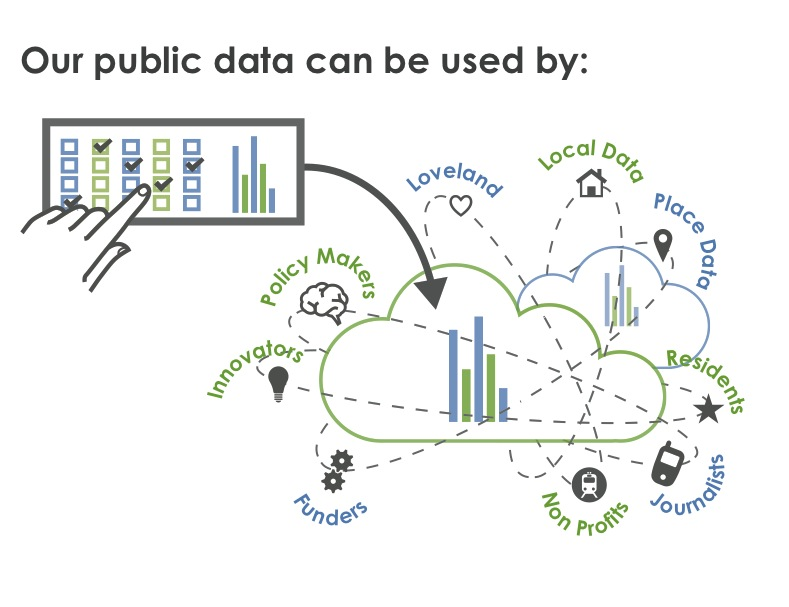 Our public data can be used by:
Loveland
Local Data
Place Data
Policy Makers
Innovators
Residents
Funders
Non Profits
Journalists